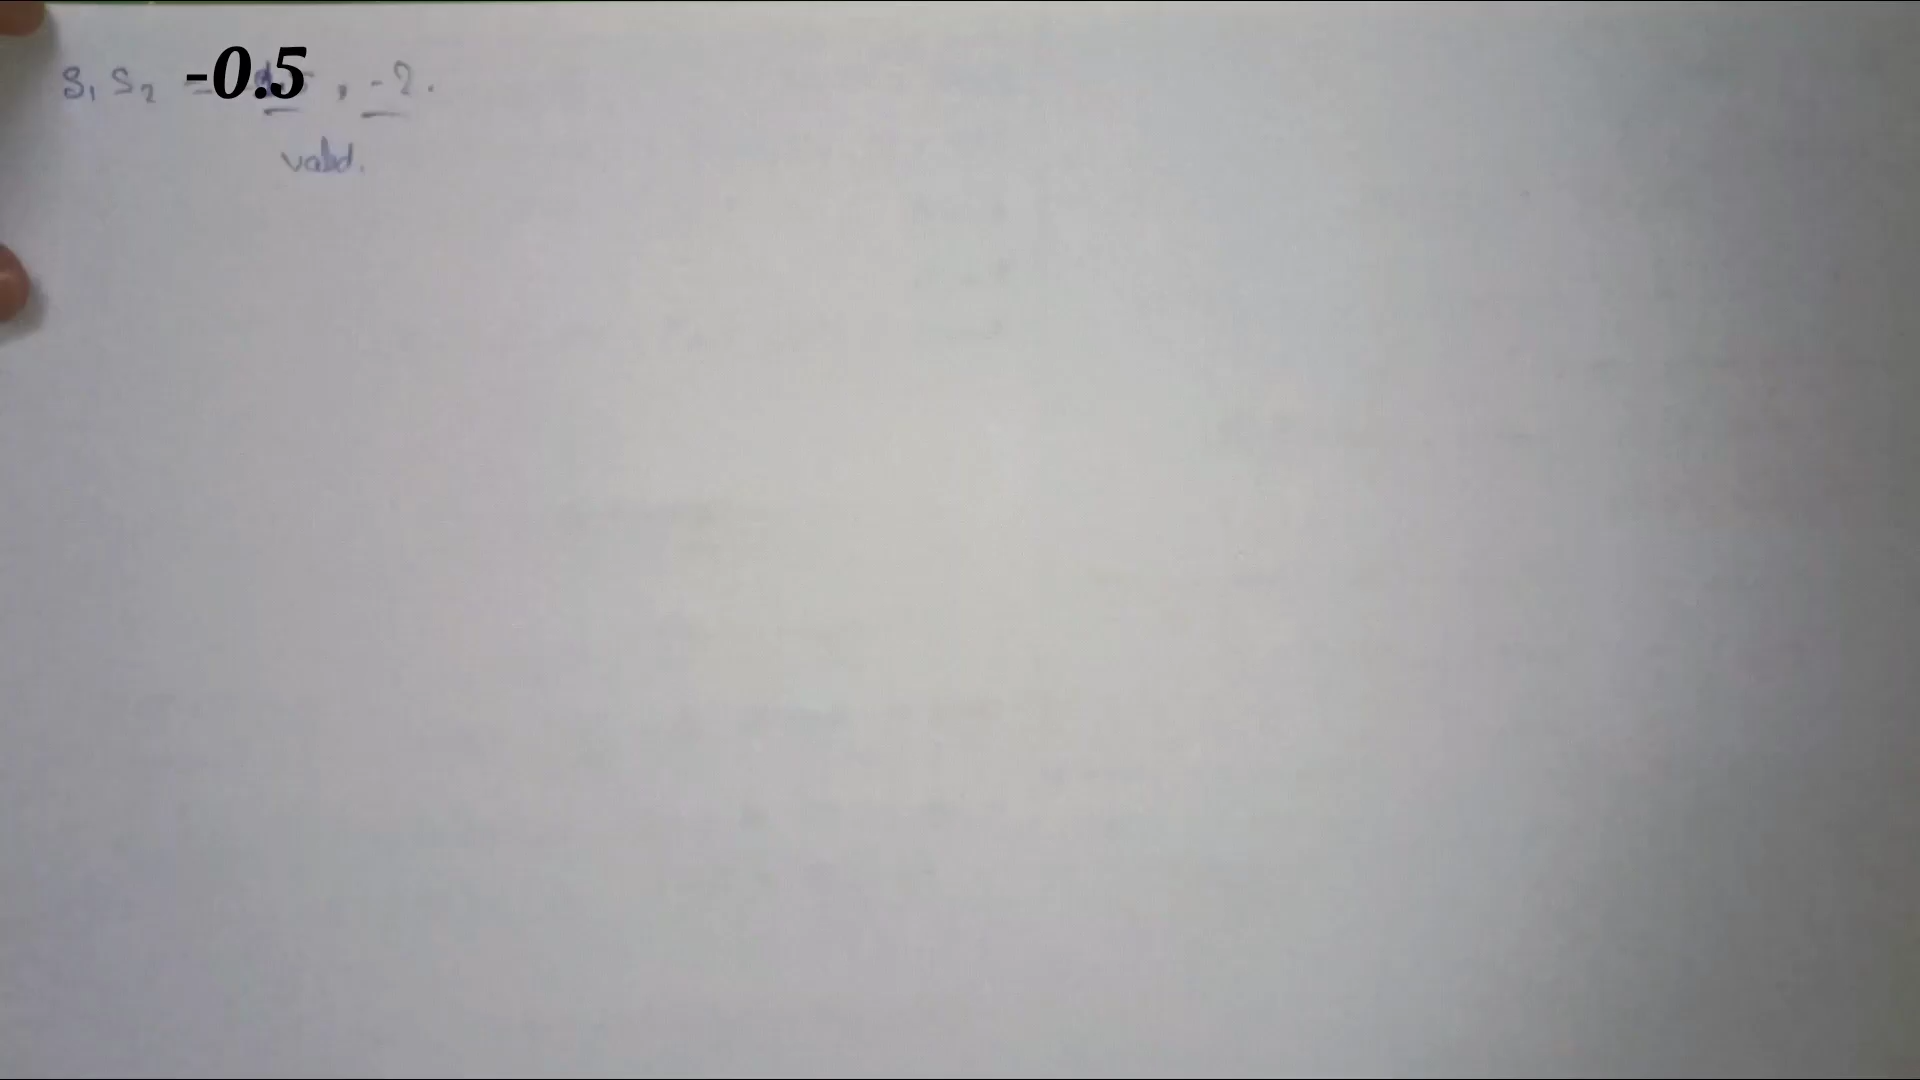 S₁ S₂ = -0.5 , -2.
valid.